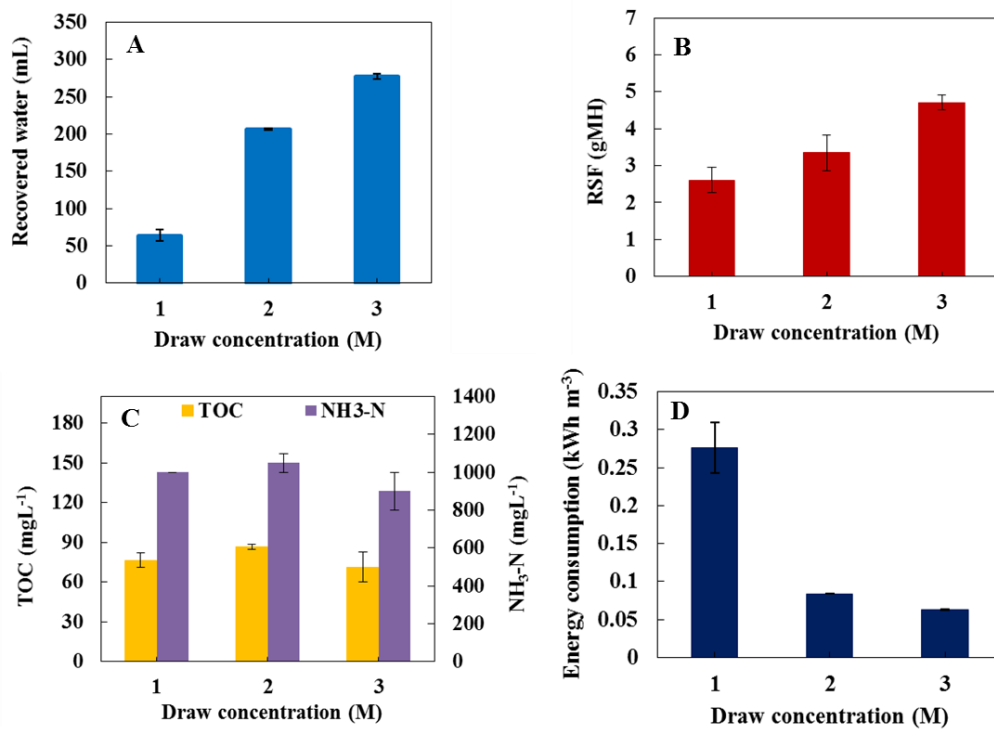 A
Recovered water (mL)
350
300
250
200
150
100
50
0
1 2 3
Draw concentration (M)
B
RSF (gMH)
7
6
5
4
3
2
1
0
1 2 3
Draw concentration (M)
C
TOC NH3-N
TOC (mgL⁻¹)
180
150
120
90
60
30
0
NH₃-N (mgL⁻¹)
1400
1200
1000
800
600
400
200
0
1 2 3
Draw concentration (M)
D
Energy consumption (kWh m⁻³)
0.35
0.3
0.25
0.2
0.15
0.1
0.05
0
1 2 3
Draw concentration (M)